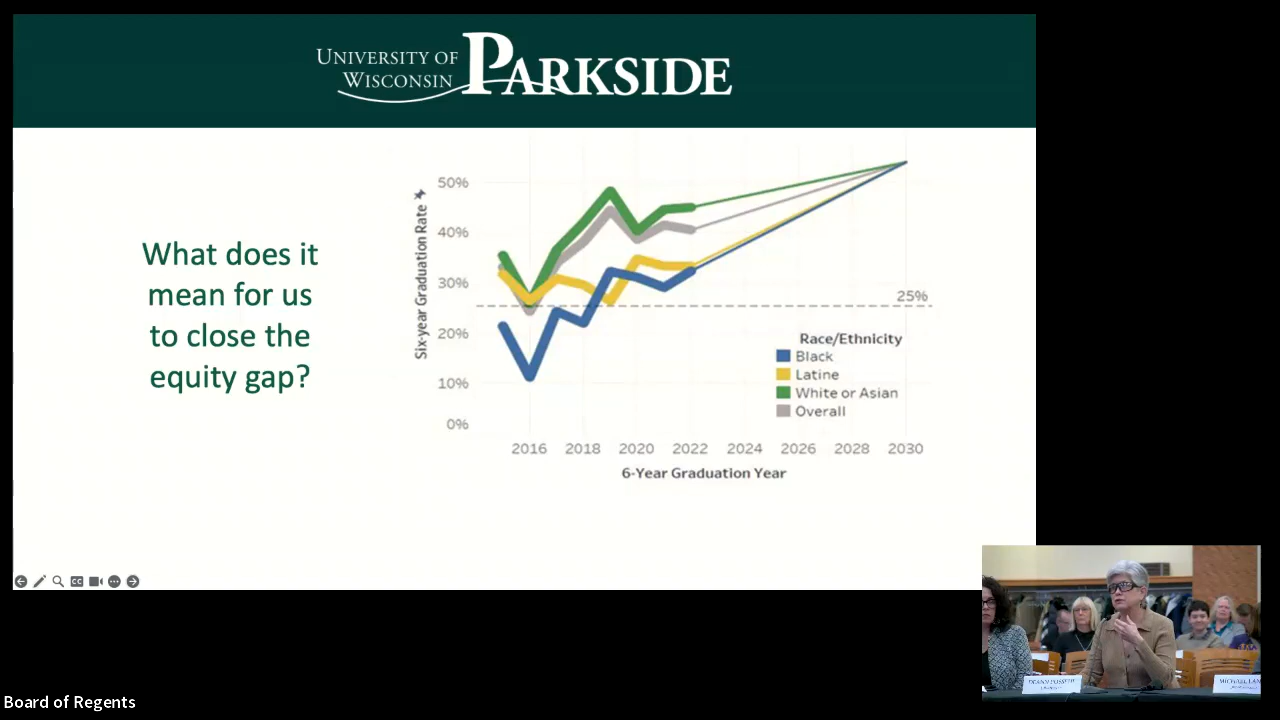 UNIVERSITY OF
WISCONSIN
PARKSIDE
What does it
mean for us
to close the
equity gap?
Six-year Graduation Rate
50%
40%
30%
20%
10%
0%
25%
Race/Ethnicity
Black
Latine
White or Asian
Overall
2016 2018 2020 2022 2024 2026 2028 2030
6-Year Graduation Year
CC
Board of Regents